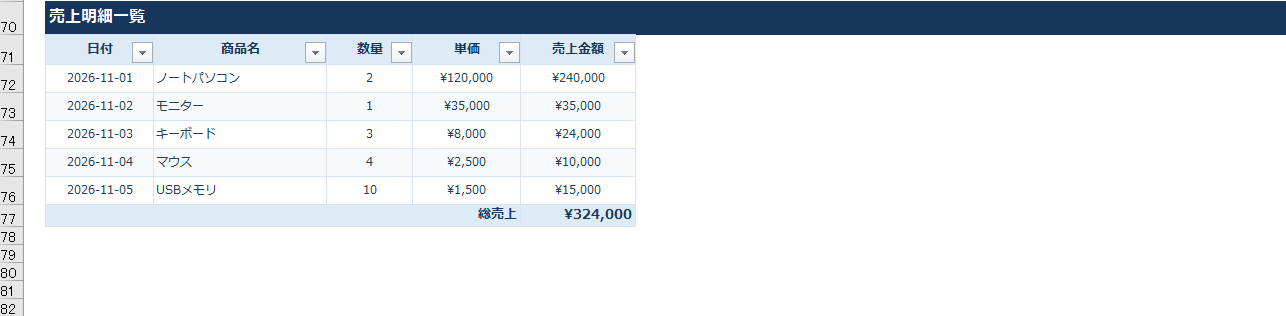 70 売上明細一覧
71 日付 商品名 数量 単価 売上金額
72 2026-11-01 ノートパソコン 2 ¥120,000 ¥240,000
73 2026-11-02 モニター 1 ¥35,000 ¥35,000
74 2026-11-03 キーボード 3 ¥8,000 ¥24,000
75 2026-11-04 マウス 4 ¥2,500 ¥10,000
76 2026-11-05 USBメモリ 10 ¥1,500 ¥15,000
77 総売上 ¥324,000
78
79
80
81
82